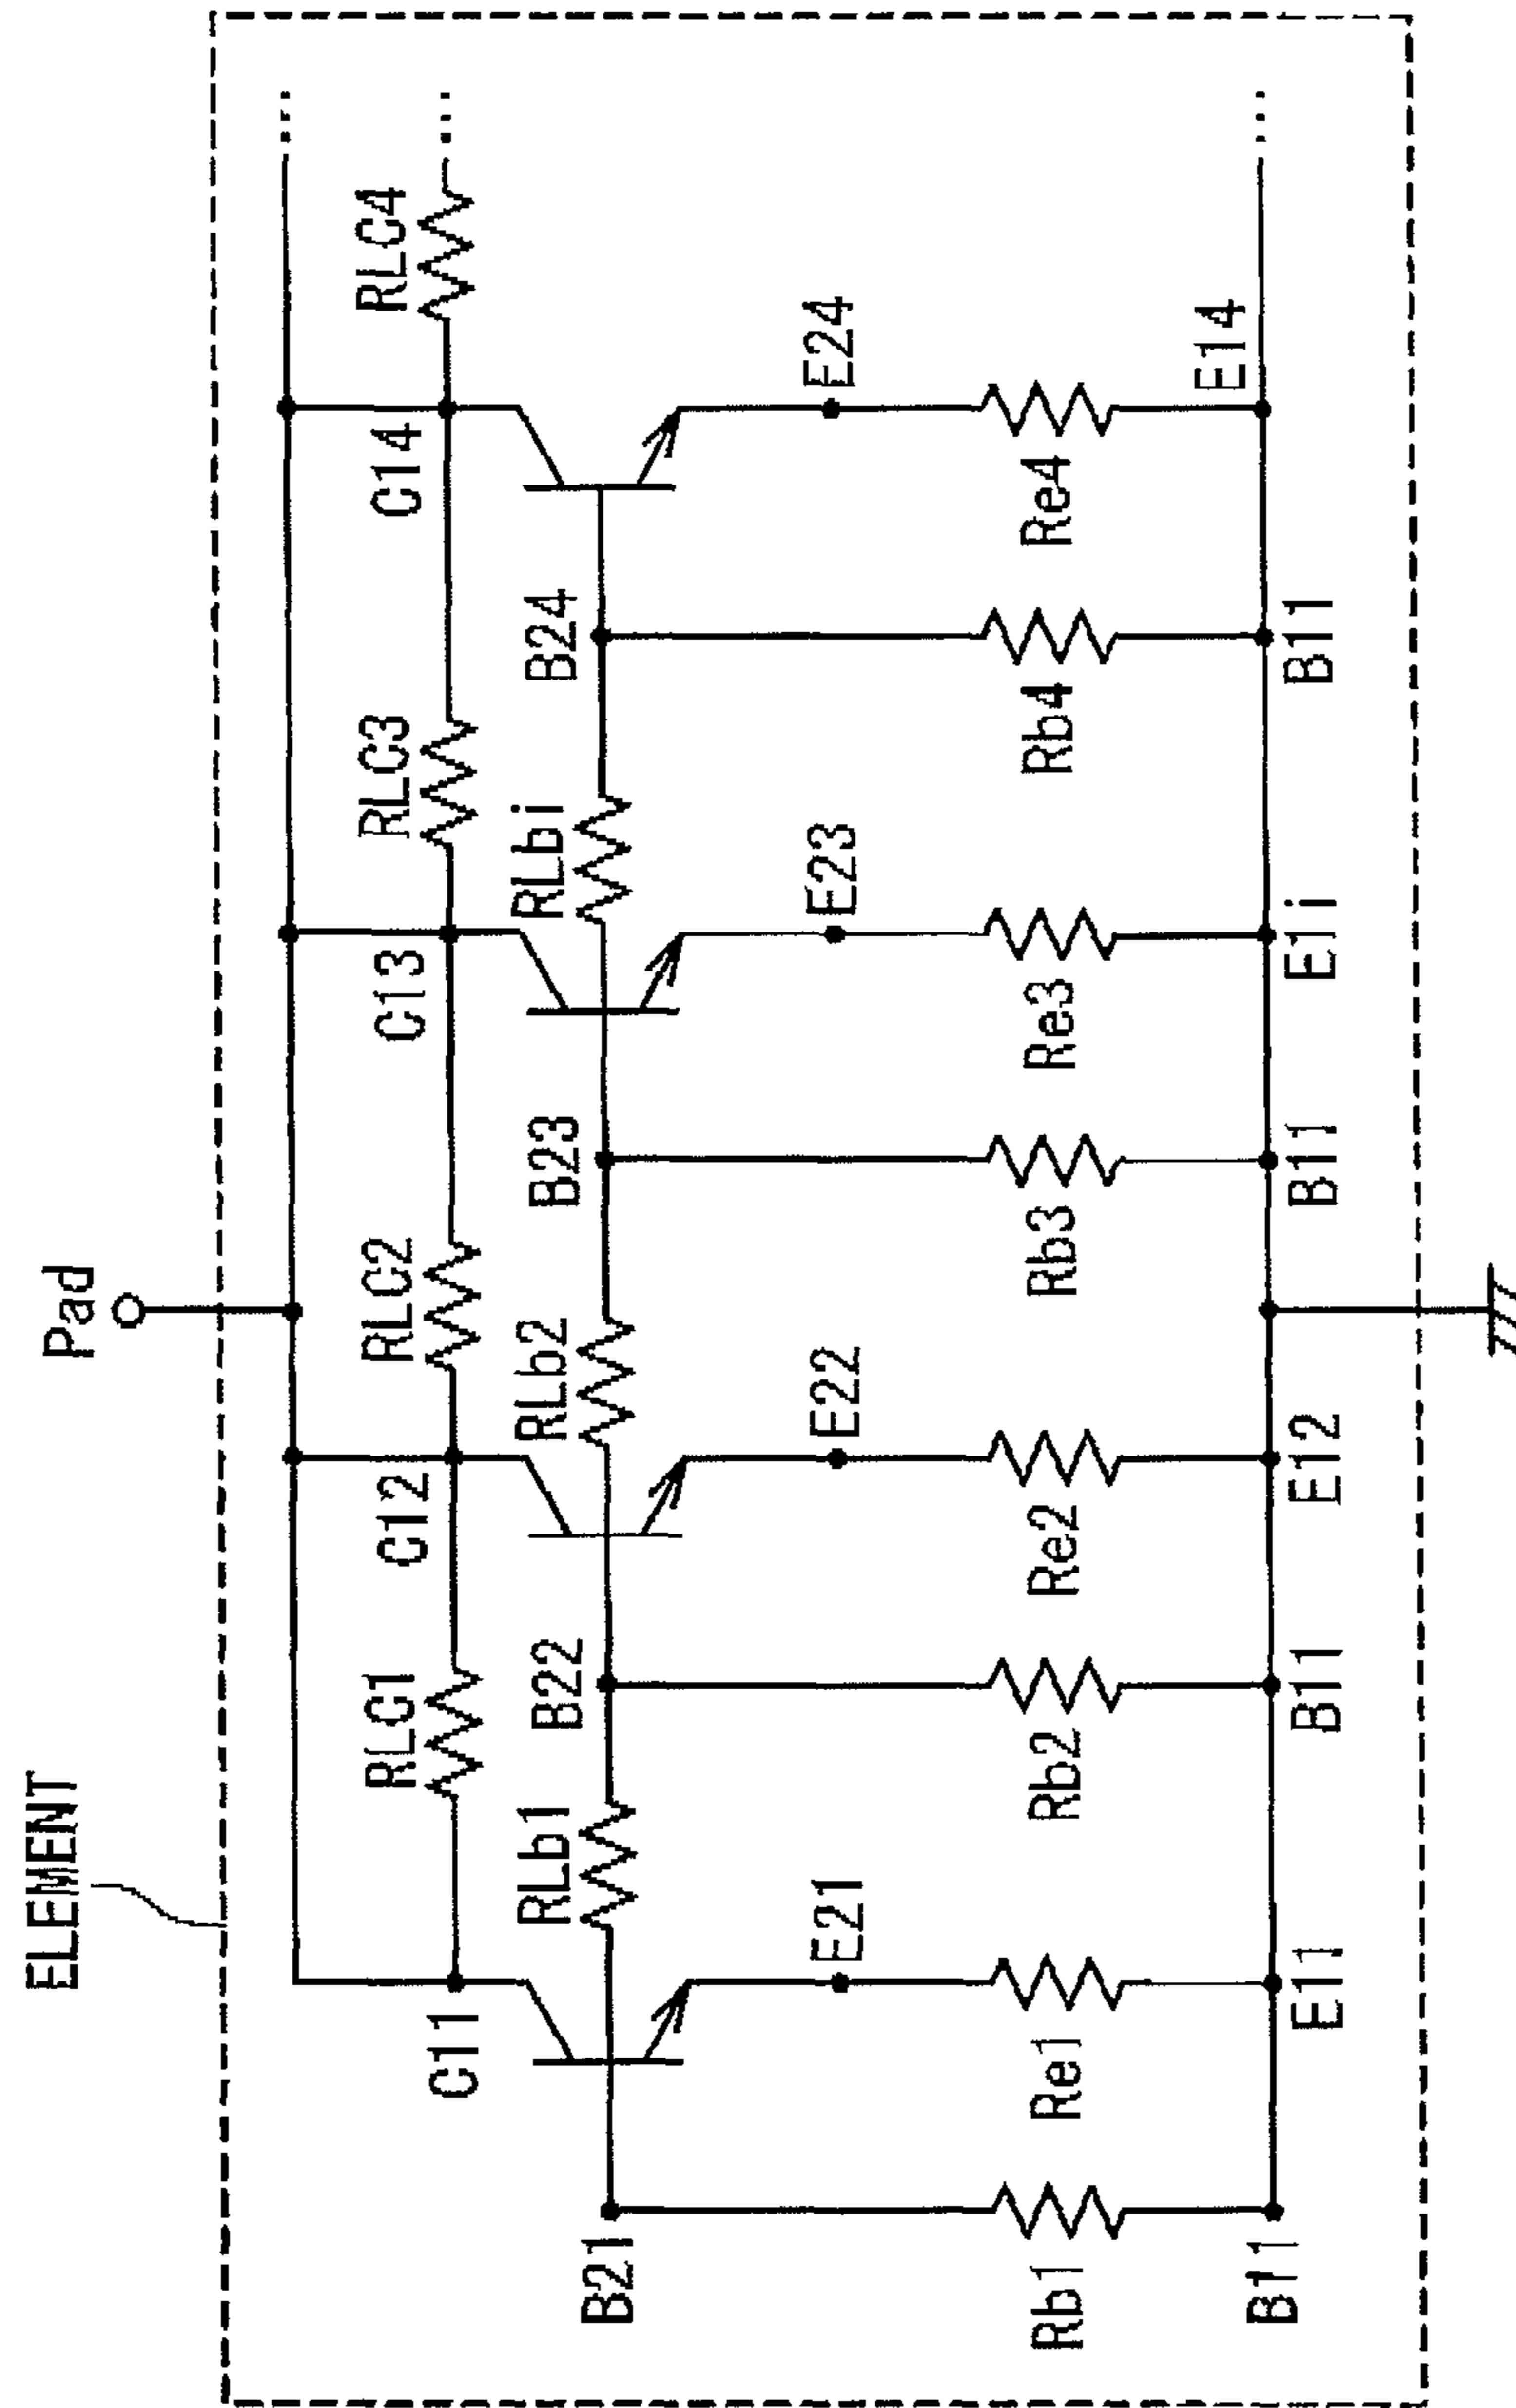 Pad
ELEMENT
RLC1
RLC2
RLC3
RLC4
C11
C12
C13
C14
RLb1
RLb2
RLbi
B21
B22
B23
B24
E21
E22
E23
E24
Rb1
Re1
Rb2
Re2
Rb3
Re3
Rb4
Re4
B11
E11
B11
E12
B11
E1i
B11
E14